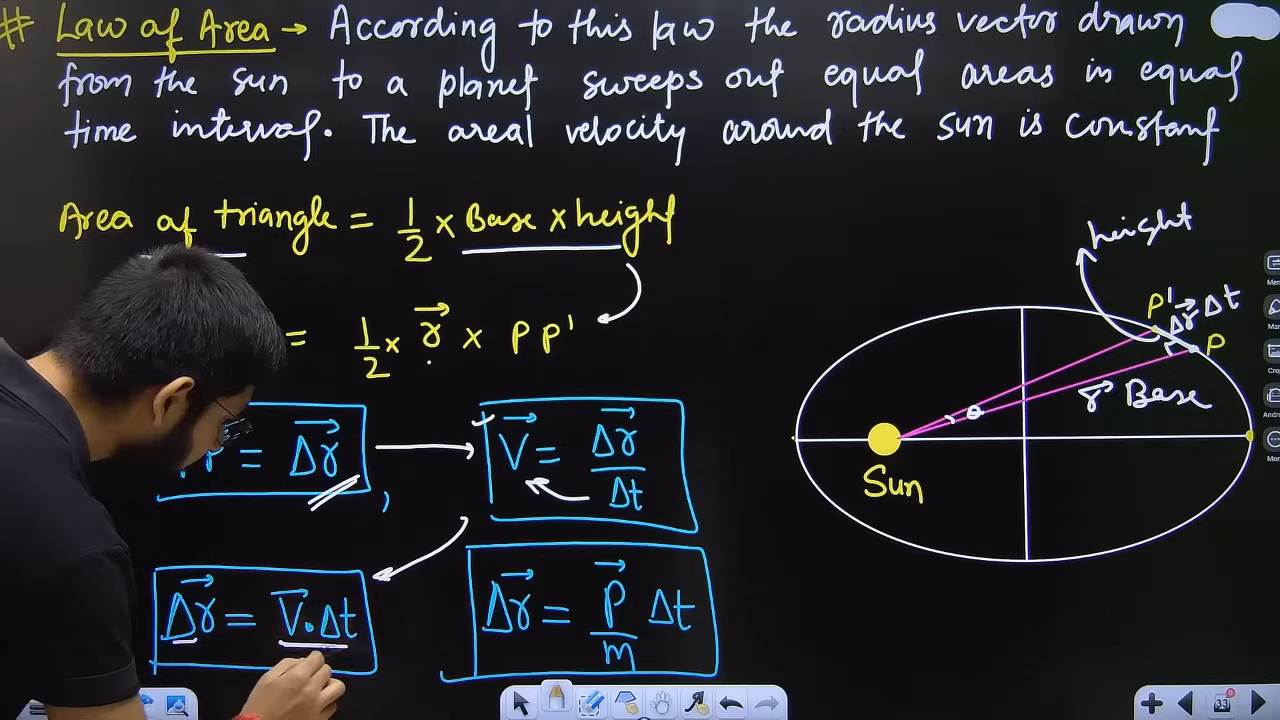 # Law of Area → According to this law the radius vector drawn
from the sun to a planet sweeps out equal areas in equal
time interval. The areal velocity around the sun is constant
Area of triangle = 1/2 × Base × height
= 1/2 × r⃗ × PP'
= Δr⃗ ,
V⃗ = Δr⃗/Δt
Δr⃗ = V⃗.Δt
Δr⃗ = P⃗/m Δt
height
P' Δr⃗ Δt
P
r⃗ Base
θ
Sun
33